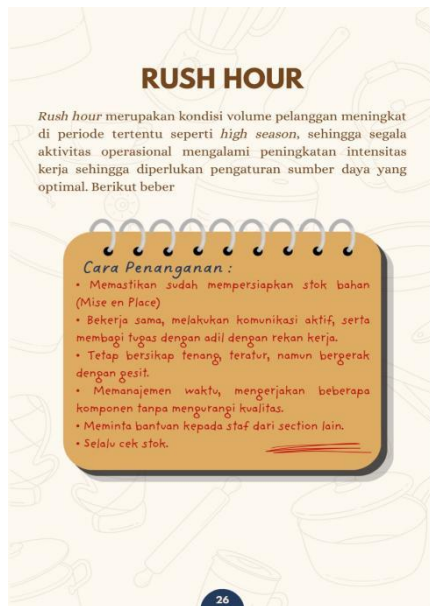 RUSH HOUR
Rush hour merupakan kondisi volume pelanggan meningkat
di periode tertentu seperti high season, sehingga segala
aktivitas operasional mengalami peningkatan intensitas
kerja sehingga diperlukan pengaturan sumber daya yang
optimal. Berikut beber
Cara Penanganan :
• Memastikan sudah mempersiapkan stok bahan
(Mise en Place)
• Bekerja sama, melakukan komunikasi aktif, serta
membagi tugas dengan adil dengan rekan kerja.
• Tetap bersikap tenang, teratur, namun bergerak
dengan gesit.
• Memanajemen waktu, mengerjakan beberapa
komponen tanpa mengurangi kvalitas.
• Meminta bantuan kepada staf dari section lain.
• Selalu cek stok.
26